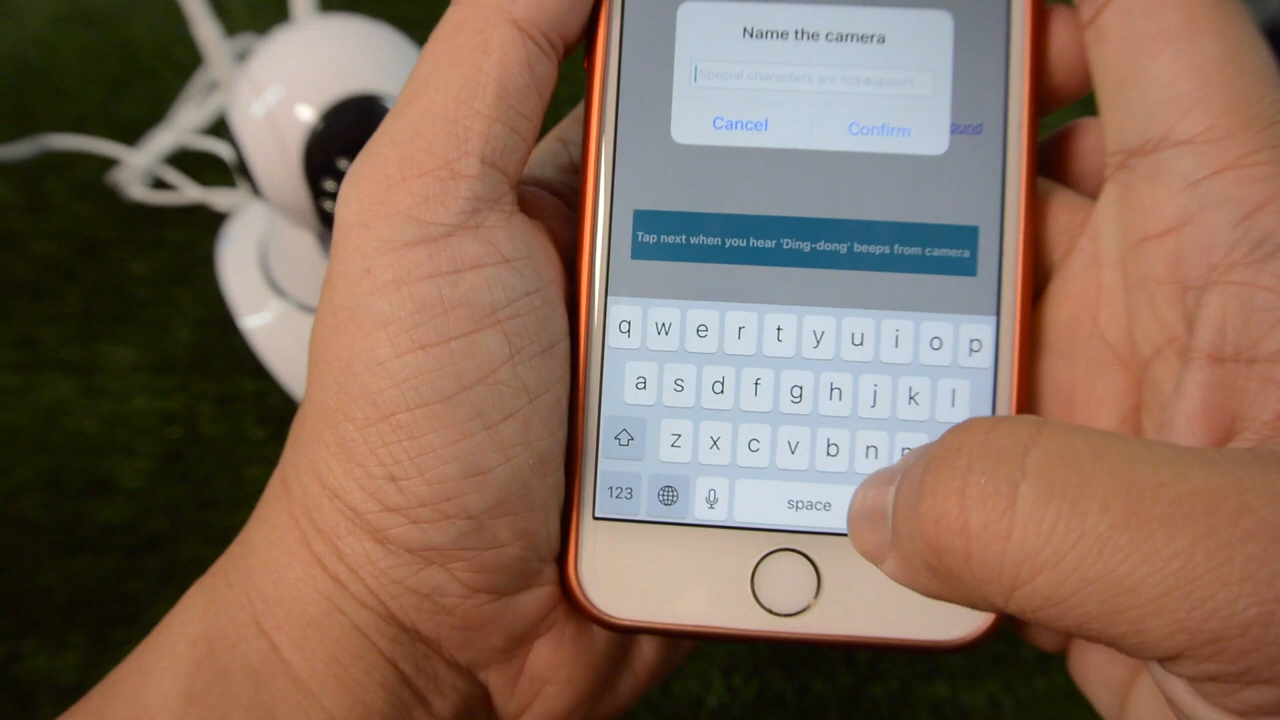 Name the camera
Special characters are not support...
Cancel
Confirm
ound
Tap next when you hear 'Ding-dong' beeps from camera
q w e r t y u i o p
a s d f g h j k l
z x c v b n
123
space